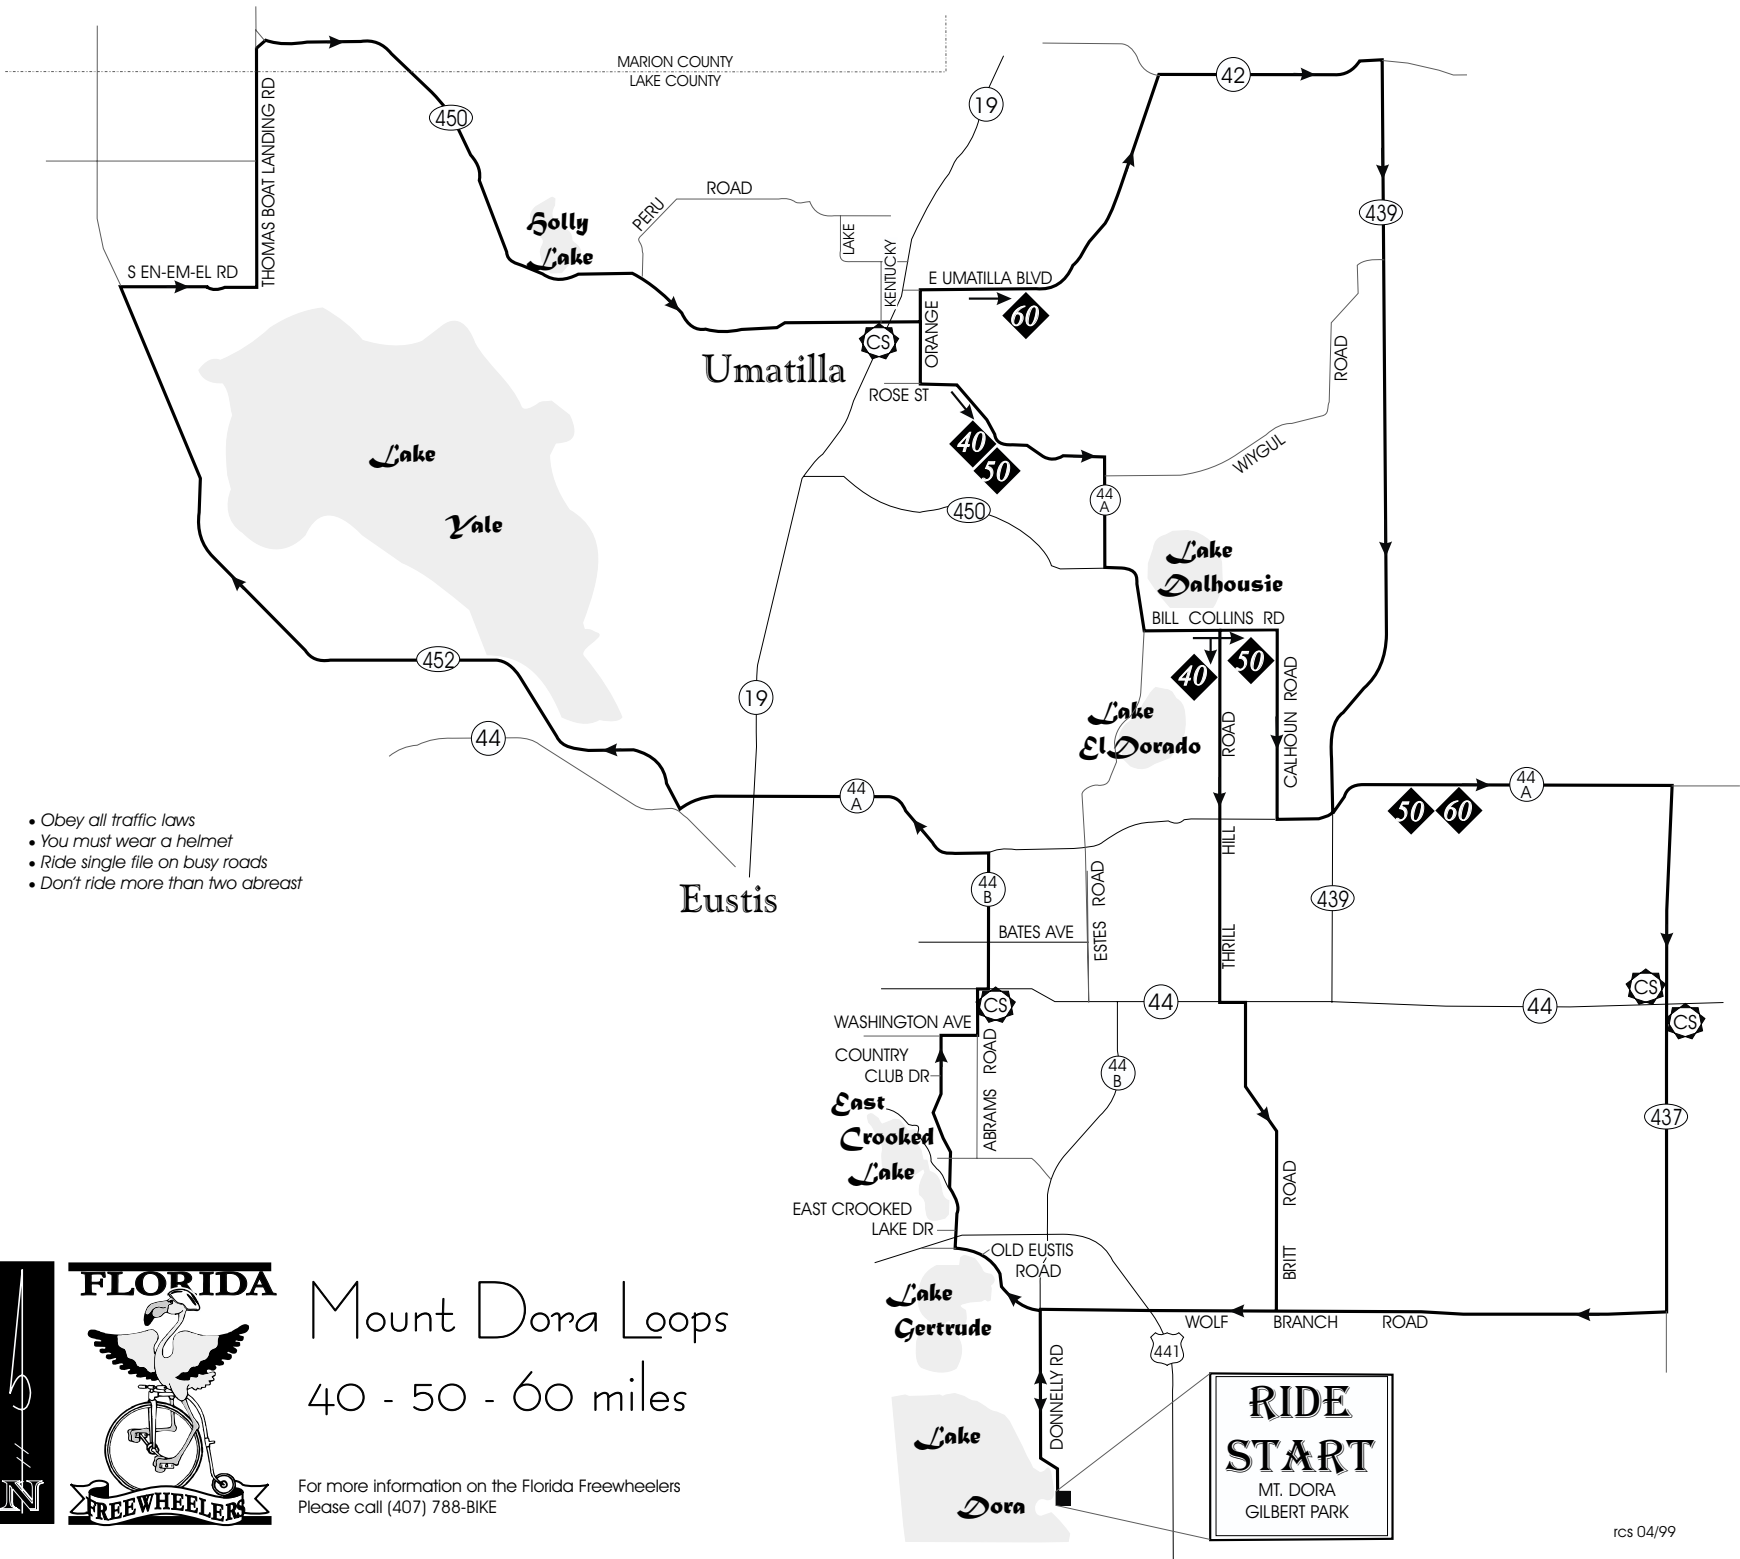 MARION COUNTY
LAKE COUNTY
42
19
450
THOMAS BOAT LANDING RD
439
ROAD
PERU
Holly
Lake
LAKE
KENTUCKY
S EN-EM-EL RD
E UMATILLA BLVD
60
ORANGE
CS
Umatilla
ROSE ST
ROAD
WIYGUL
40
50
Lake
Yale
44
A
450
Lake
Dalhousie
BILL COLLINS RD
40
50
452
19
44
Lake
El Dorado
ROAD
CALHOUN ROAD
44
A
44
A
50
60
• Obey all traffic laws
• You must wear a helmet
• Ride single file on busy roads
• Don't ride more than two abreast
Eustis
HILL
44
B
ESTES ROAD
439
BATES AVE
THRILL
CS
44
44
CS
CS
WASHINGTON AVE
COUNTRY
CLUB DR
ABRAMS ROAD
44
B
East
Crooked
Lake
437
ROAD
EAST CROOKED
LAKE DR
OLD EUSTIS
ROAD
BRITT
Lake
Gertrude
WOLF BRANCH ROAD
441
DONNELLY RD
Lake
Dora
RIDE
START
MT. DORA
GILBERT PARK
N
FLORIDA
FREEWHEELERS
Mount Dora Loops
40 - 50 - 60 miles
For more information on the Florida Freewheelers
Please call (407) 788-BIKE
rcs 04/99